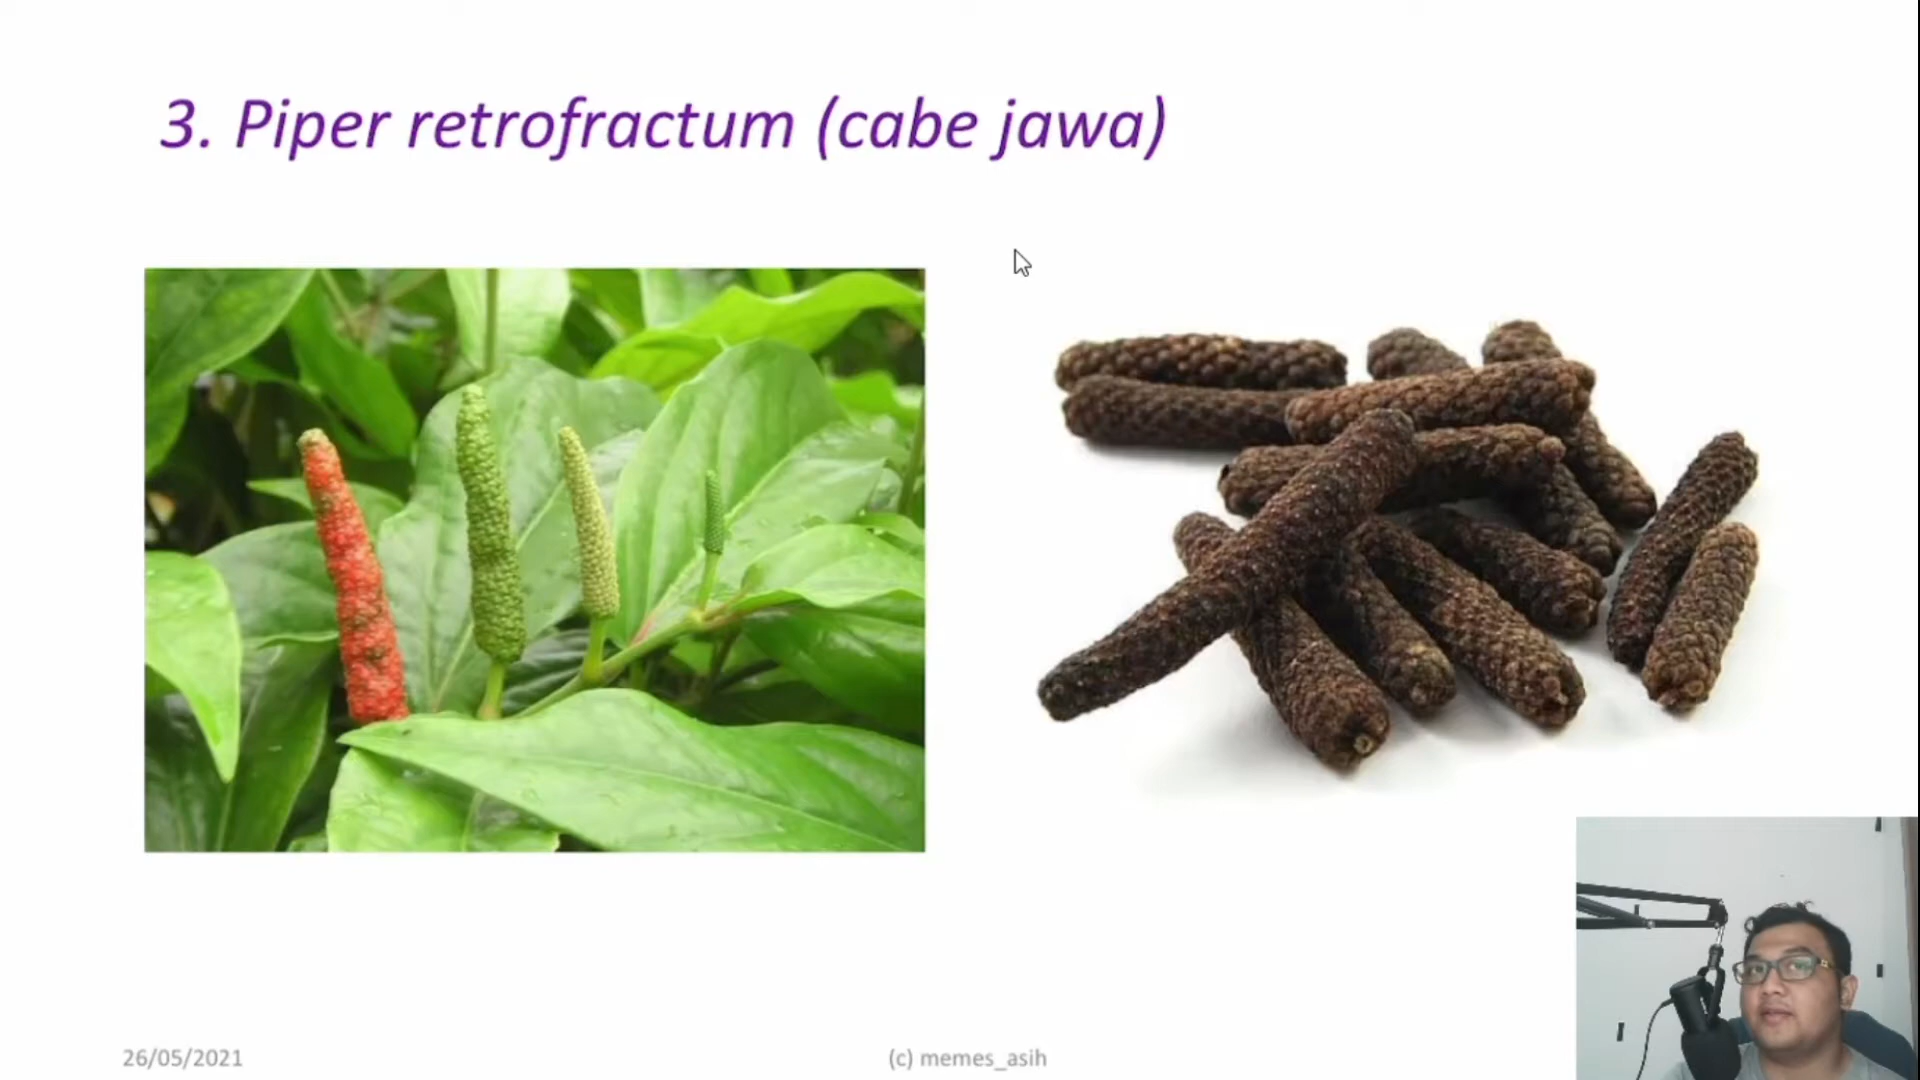 3. Piper retrofractum (cabe jawa)
26/05/2021
(c) memes_asih